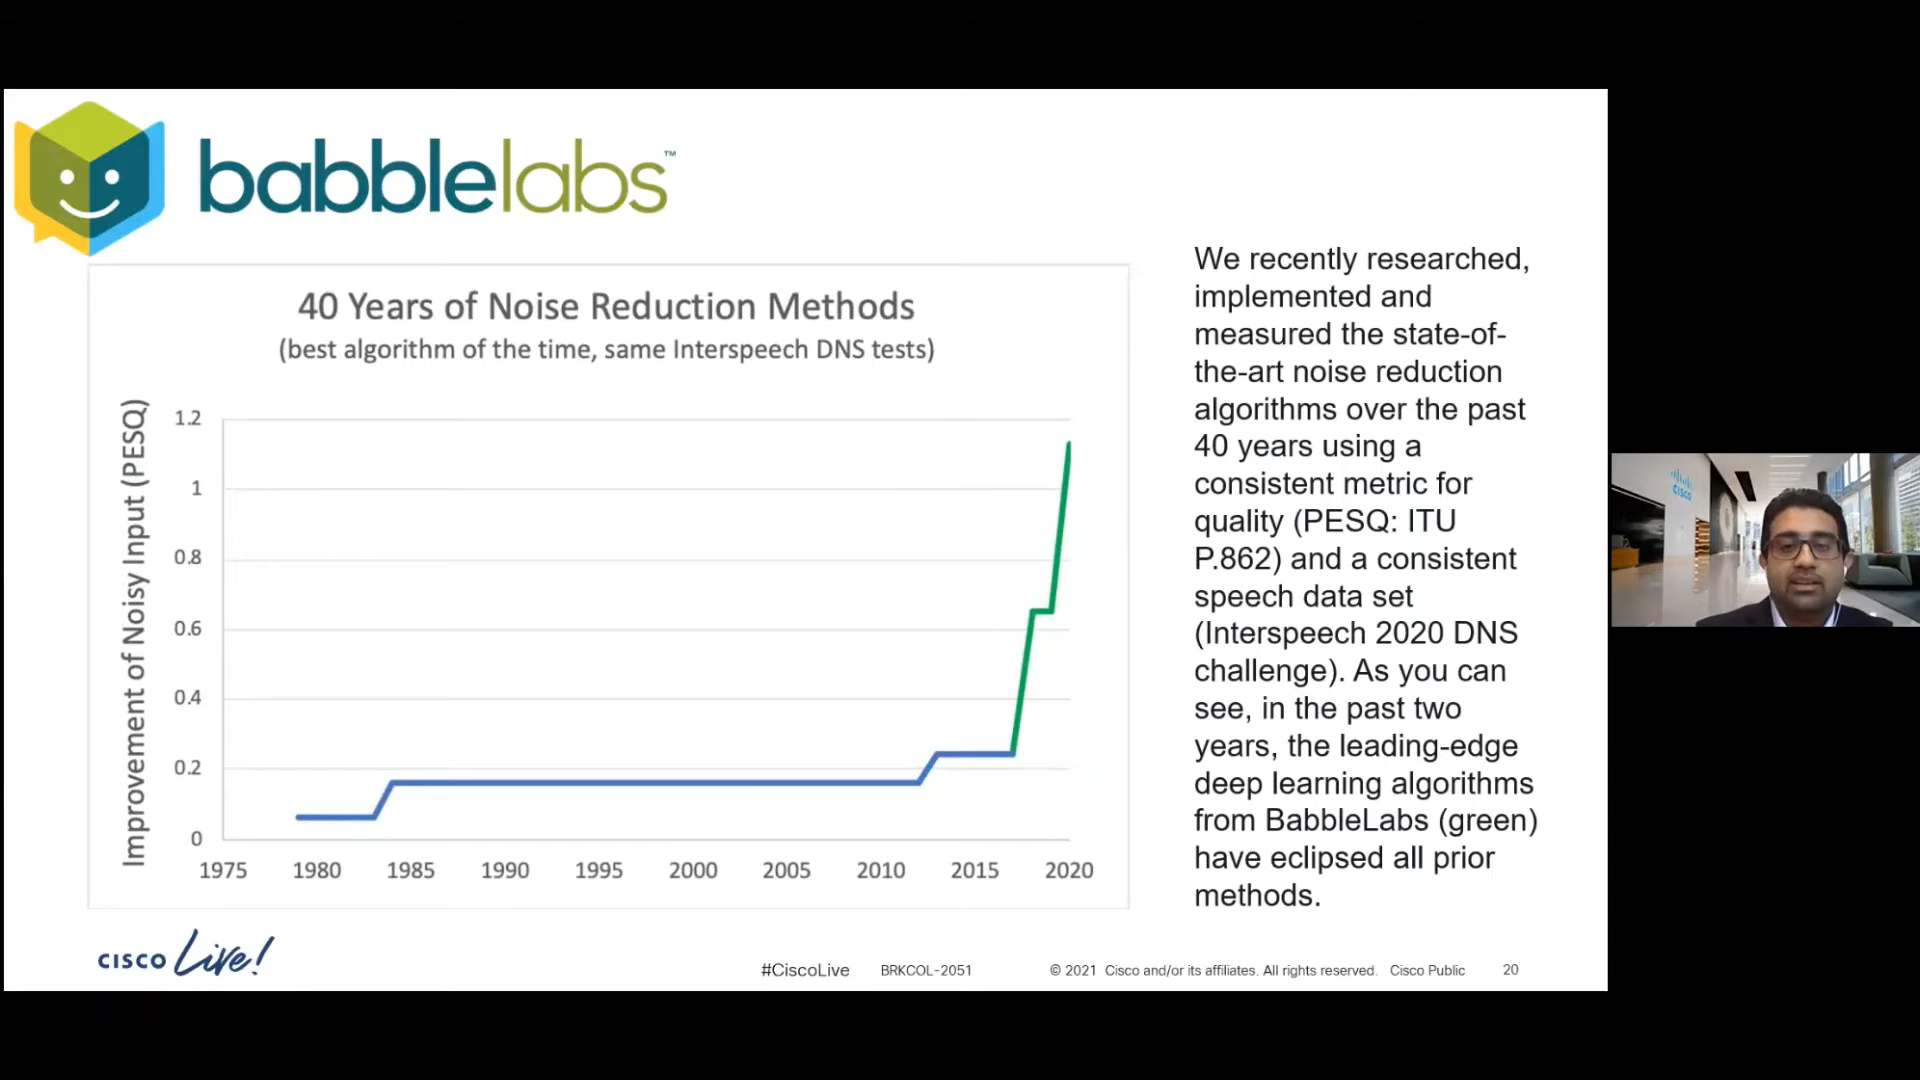 babblelabs™
40 Years of Noise Reduction Methods
(best algorithm of the time, same Interspeech DNS tests)
Improvement of Noisy Input (PESQ)
1.2
1
0.8
0.6
0.4
0.2
0
1975 1980 1985 1990 1995 2000 2005 2010 2015 2020
We recently researched,
implemented and
measured the state-of-
the-art noise reduction
algorithms over the past
40 years using a
consistent metric for
quality (PESQ: ITU
P.862) and a consistent
speech data set
(Interspeech 2020 DNS
challenge). As you can
see, in the past two
years, the leading-edge
deep learning algorithms
from BabbleLabs (green)
have eclipsed all prior
methods.
CISCO Live!
#CiscoLive BRKCOL-2051 © 2021 Cisco and/or its affiliates. All rights reserved. Cisco Public 20
CISCO